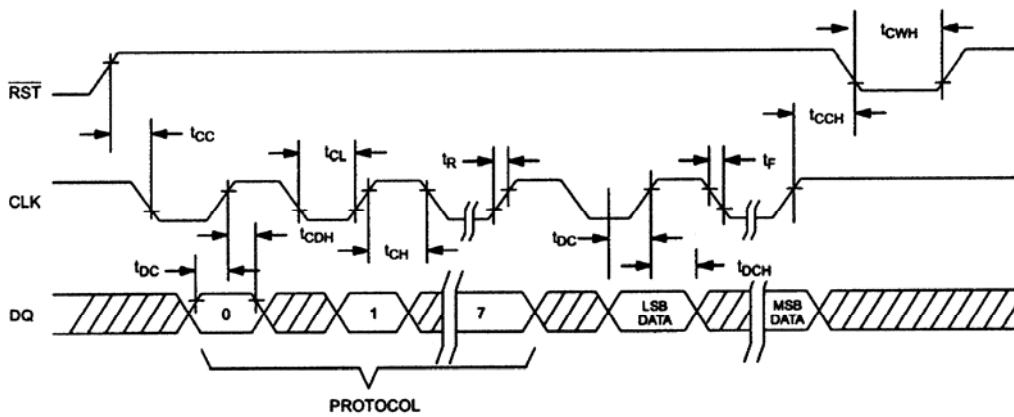 tCWH
RST
tCC
tCCH
tCL
tR
tF
CLK
tCDH
tCH
tDC
tDC
tDCH
DQ
0
1
7
LSB
DATA
MSB
DATA
PROTOCOL